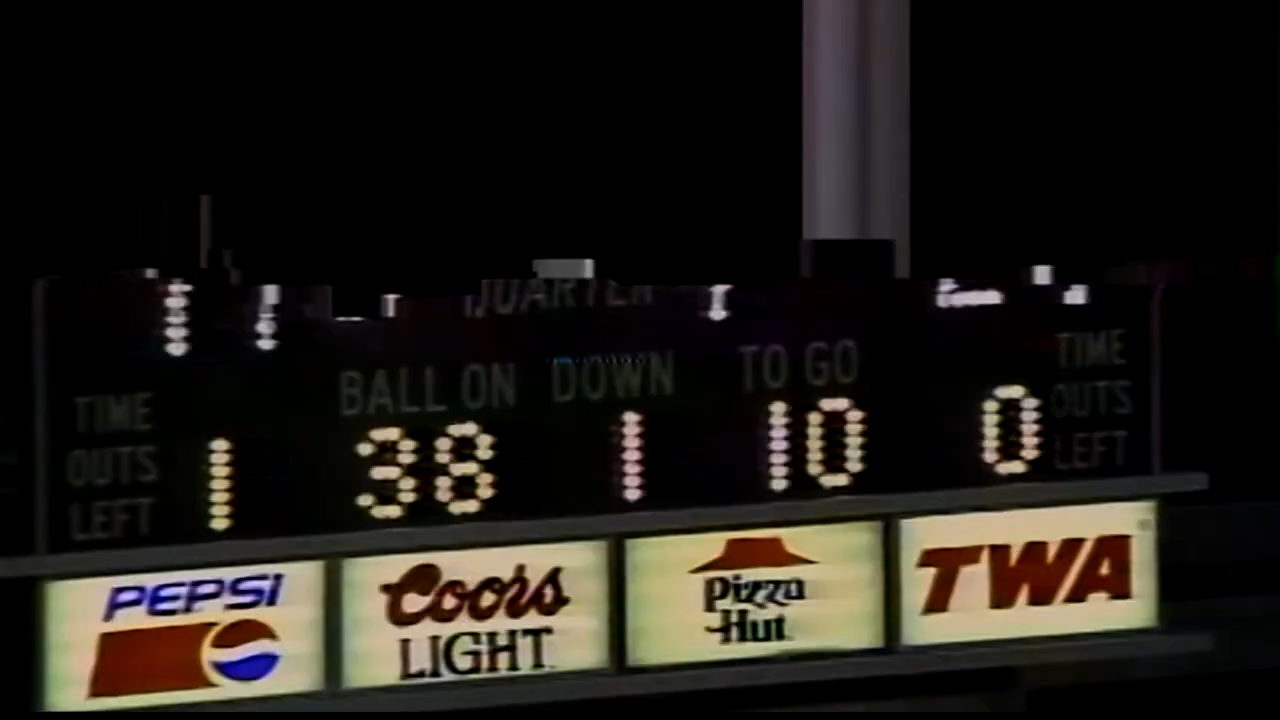 QUARTER
BALL ON DOWN TO GO
TIME OUTS LEFT 1 38 1 10 0 TIME OUTS LEFT
PEPSI
Coors LIGHT
Pizza Hut
TWA